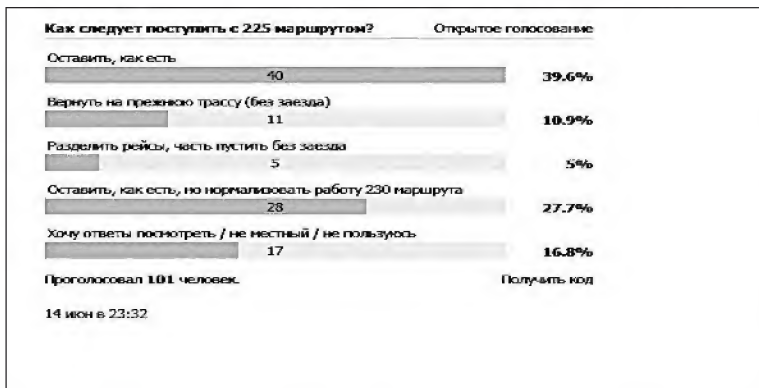 Как следует поступить с 225 маршрутом? Открытое голосование
Оставить, как есть
40 39.6%
Вернуть на прежнюю трассу (без заезда)
11 10.9%
Разделить рейсы, часть пустить без заезда
5 5%
Оставить, как есть, но нормализовать работу 230 маршрута
28 27.7%
Хочу ответы посмотреть / не местный / не пользуюсь
17 16.8%
Проголосовал 101 человек. Получить код
14 июн в 23:32